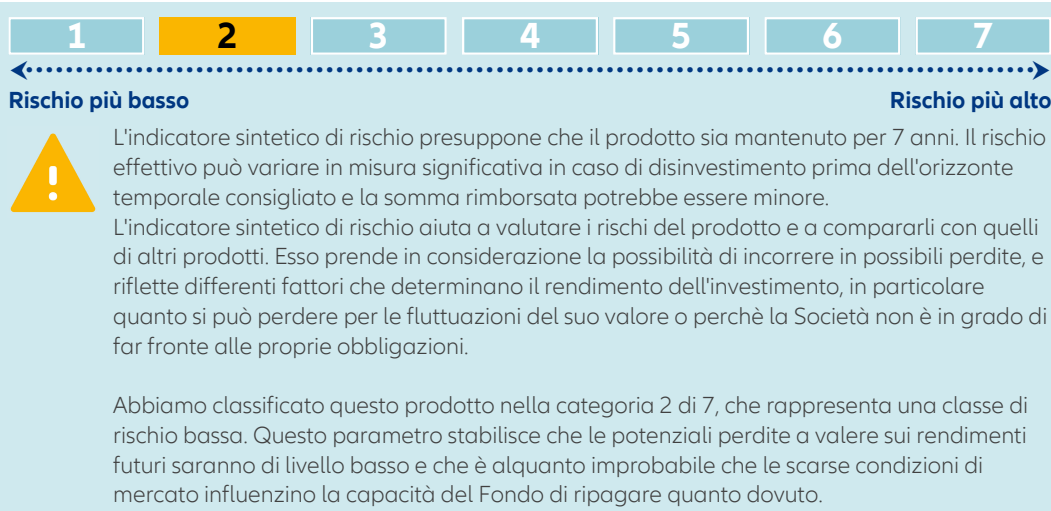 1 2 3 4 5 6 7
Rischio più basso Rischio più alto
L'indicatore sintetico di rischio presuppone che il prodotto sia mantenuto per 7 anni. Il rischio
effettivo può variare in misura significativa in caso di disinvestimento prima dell'orizzonte
temporale consigliato e la somma rimborsata potrebbe essere minore.
L'indicatore sintetico di rischio aiuta a valutare i rischi del prodotto e a compararli con quelli
di altri prodotti. Esso prende in considerazione la possibilità di incorrere in possibili perdite, e
riflette differenti fattori che determinano il rendimento dell'investimento, in particolare
quanto si può perdere per le fluttuazioni del suo valore o perchè la Società non è in grado di
far fronte alle proprie obbligazioni.
Abbiamo classificato questo prodotto nella categoria 2 di 7, che rappresenta una classe di
rischio bassa. Questo parametro stabilisce che le potenziali perdite a valere sui rendimenti
futuri saranno di livello basso e che è alquanto improbabile che le scarse condizioni di
mercato influenzino la capacità del Fondo di ripagare quanto dovuto.